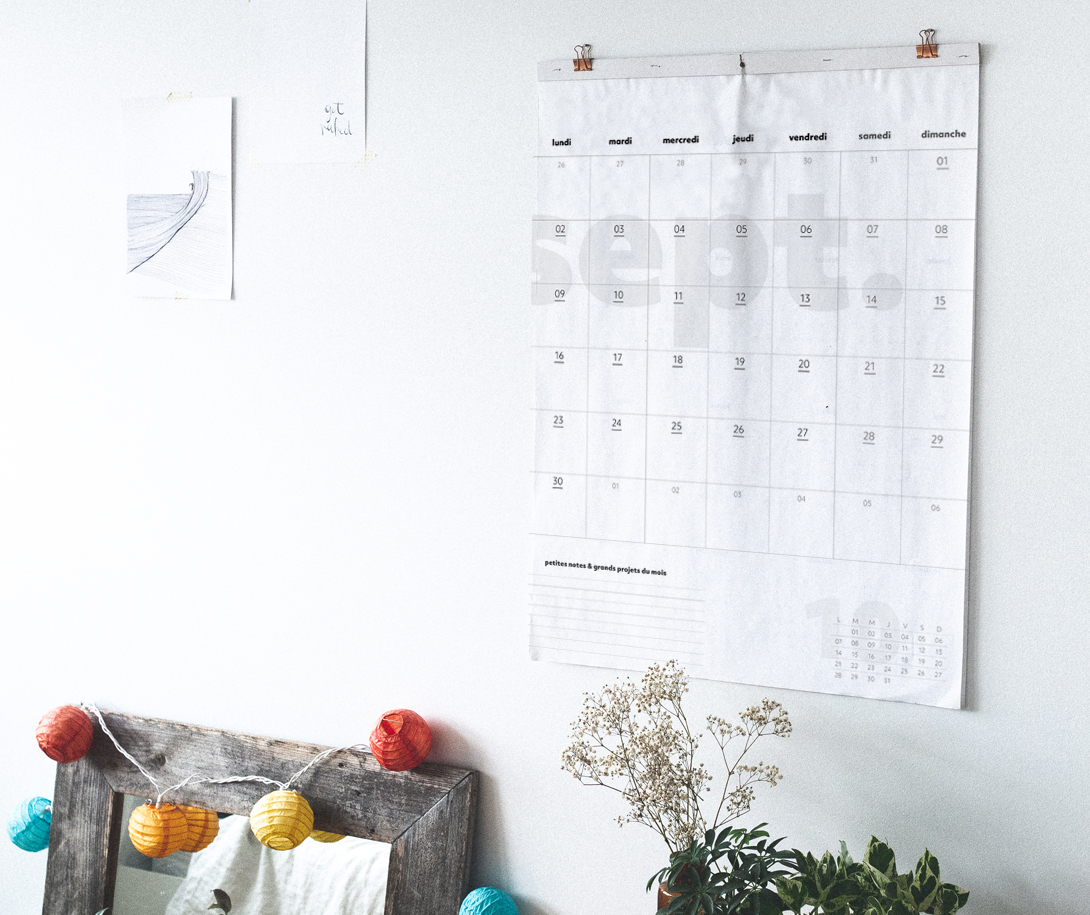 get
lundi mardi mercredi jeudi vendredi samedi dimanche
26 27 28 29 30 31 01
sept.
02 03 04 05 06 07 08
09 10 11 12 13 14 15
16 17 18 19 20 21 22
23 24 25 26 27 28 29
30 01 02 03 04 05 06
petites notes & grands projets du mois
10
L M M J V S D
01 02 03 04 05 06
07 08 09 10 11 12 13
14 15 16 17 18 19 20
21 22 23 24 25 26 27
28 29 30 31